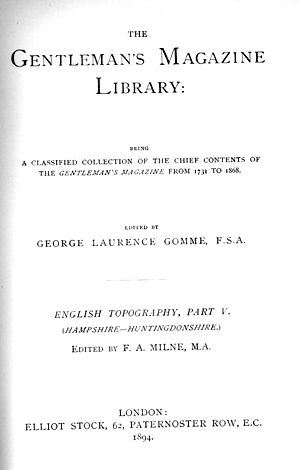 THE
GENTLEMAN'S MAGAZINE
LIBRARY:
BEING
A CLASSIFIED COLLECTION OF THE CHIEF CONTENTS OF
THE GENTLEMAN'S MAGAZINE FROM 1731 TO 1868.
EDITED BY
GEORGE LAURENCE GOMME, F.S.A.
ENGLISH TOPOGRAPHY, PART V.
(HAMPSHIRE—HUNTINGDONSHIRE.)
EDITED BY F. A. MILNE, M.A.
LONDON:
ELLIOT STOCK, 62, PATERNOSTER ROW, E.C.
1894.